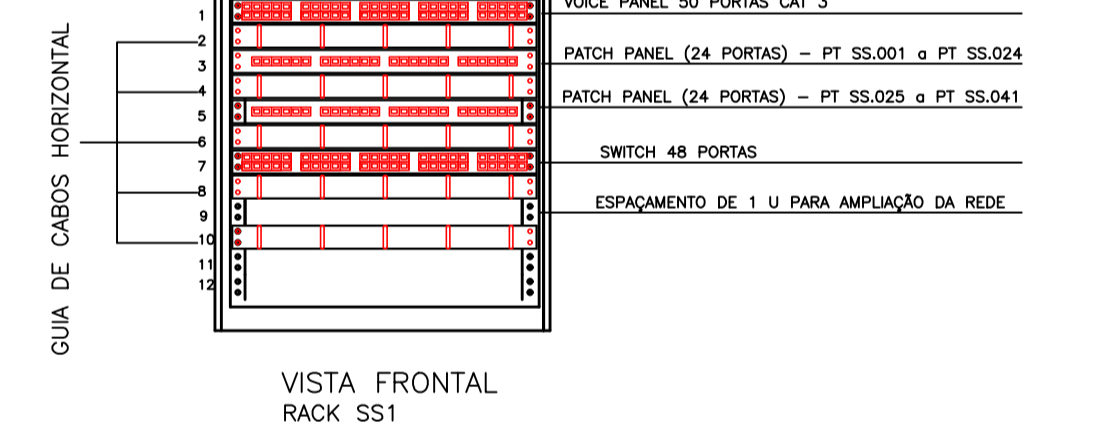 VOICE PANEL 50 PORTAS CAT 3
1
2
3
PATCH PANEL (24 PORTAS) – PT SS.001 a PT SS.024
4
5
PATCH PANEL (24 PORTAS) – PT SS.025 a PT SS.041
6
7
SWITCH 48 PORTAS
8
9
ESPAÇAMENTO DE 1 U PARA AMPLIAÇÃO DA REDE
10
11
12
GUIA DE CABOS HORIZONTAL
VISTA FRONTAL
RACK SS1